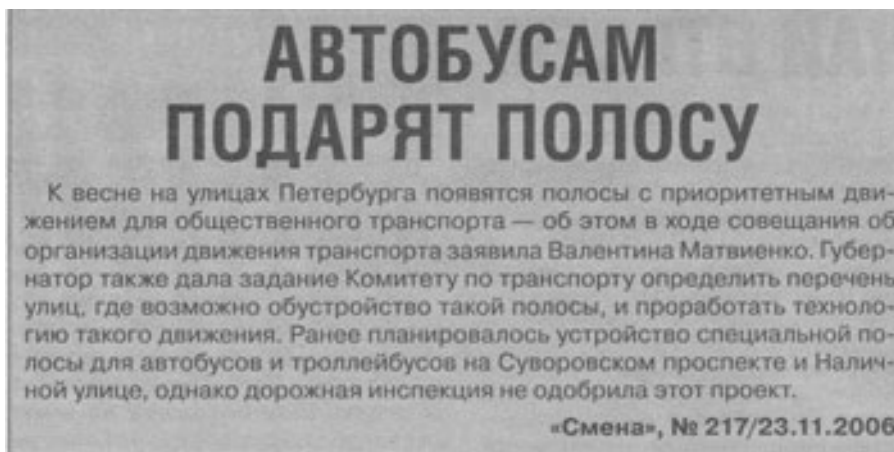 АВТОБУСАМ
ПОДАРЯТ ПОЛОСУ
К весне на улицах Петербурга появятся полосы с приоритетным дви-
жением для общественного транспорта — об этом в ходе совещания об
организации движения транспорта заявила Валентина Матвиенко. Губер-
натор также дала задание Комитету по транспорту определить перечень
улиц, где возможно обустройство такой полосы, и проработать техноло-
гию такого движения. Ранее планировалось устройство специальной по-
лосы для автобусов и троллейбусов на Суворовском проспекте и Налич-
ной улице, однако дорожная инспекция не одобрила этот проект.
«Смена», № 217/23.11.2006